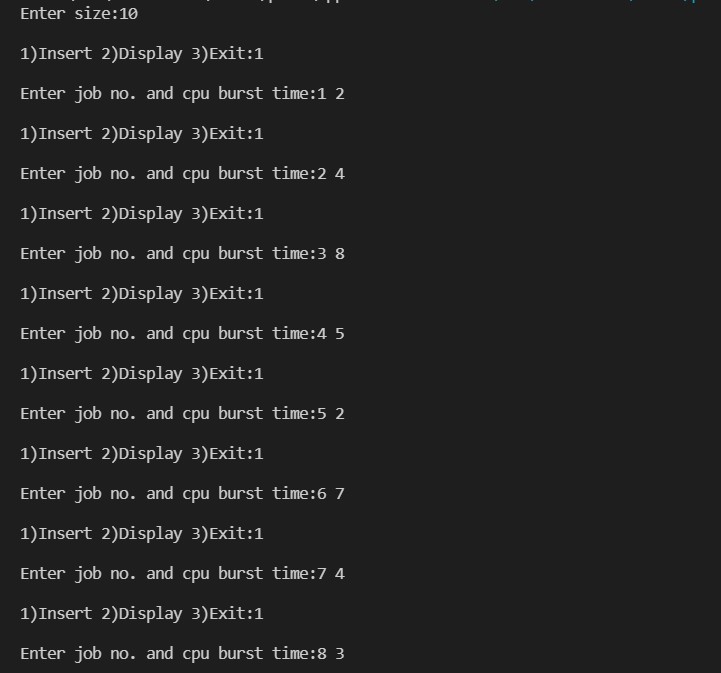 Enter size:10
1)Insert 2)Display 3)Exit:1
Enter job no. and cpu burst time:1 2
1)Insert 2)Display 3)Exit:1
Enter job no. and cpu burst time:2 4
1)Insert 2)Display 3)Exit:1
Enter job no. and cpu burst time:3 8
1)Insert 2)Display 3)Exit:1
Enter job no. and cpu burst time:4 5
1)Insert 2)Display 3)Exit:1
Enter job no. and cpu burst time:5 2
1)Insert 2)Display 3)Exit:1
Enter job no. and cpu burst time:6 7
1)Insert 2)Display 3)Exit:1
Enter job no. and cpu burst time:7 4
1)Insert 2)Display 3)Exit:1
Enter job no. and cpu burst time:8 3